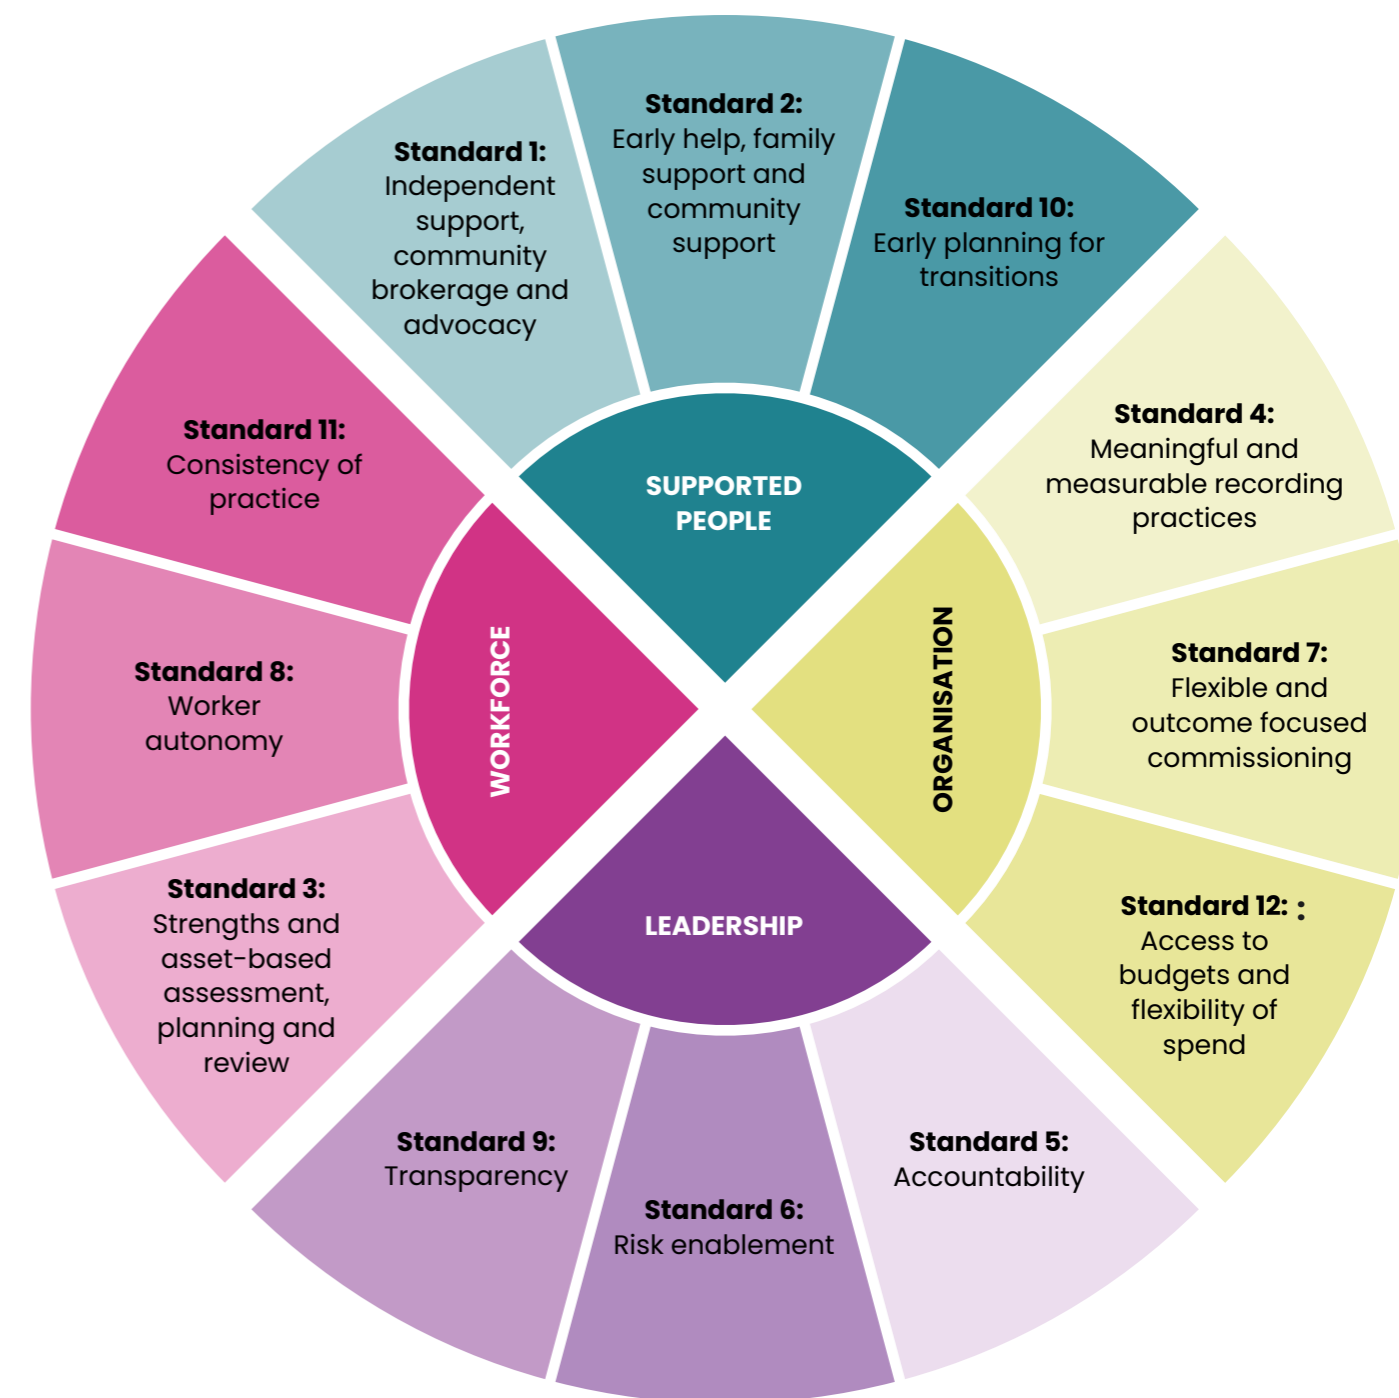 Standard 1:
Independent
support,
community
brokerage and
advocacy
Standard 2:
Early help, family
support and
community
support
Standard 10:
Early planning for
transitions
SUPPORTED
PEOPLE
Standard 4:
Meaningful and
measurable recording
practices
Standard 7:
Flexible and
outcome focused
commissioning
Standard 12: :
Access to
budgets and
flexibility of
spend
ORGANISATION
Standard 5:
Accountability
Standard 6:
Risk enablement
Standard 9:
Transparency
LEADERSHIP
Standard 3:
Strengths and
asset-based
assessment,
planning and
review
Standard 8:
Worker
autonomy
Standard 11:
Consistency of
practice
WORKFORCE